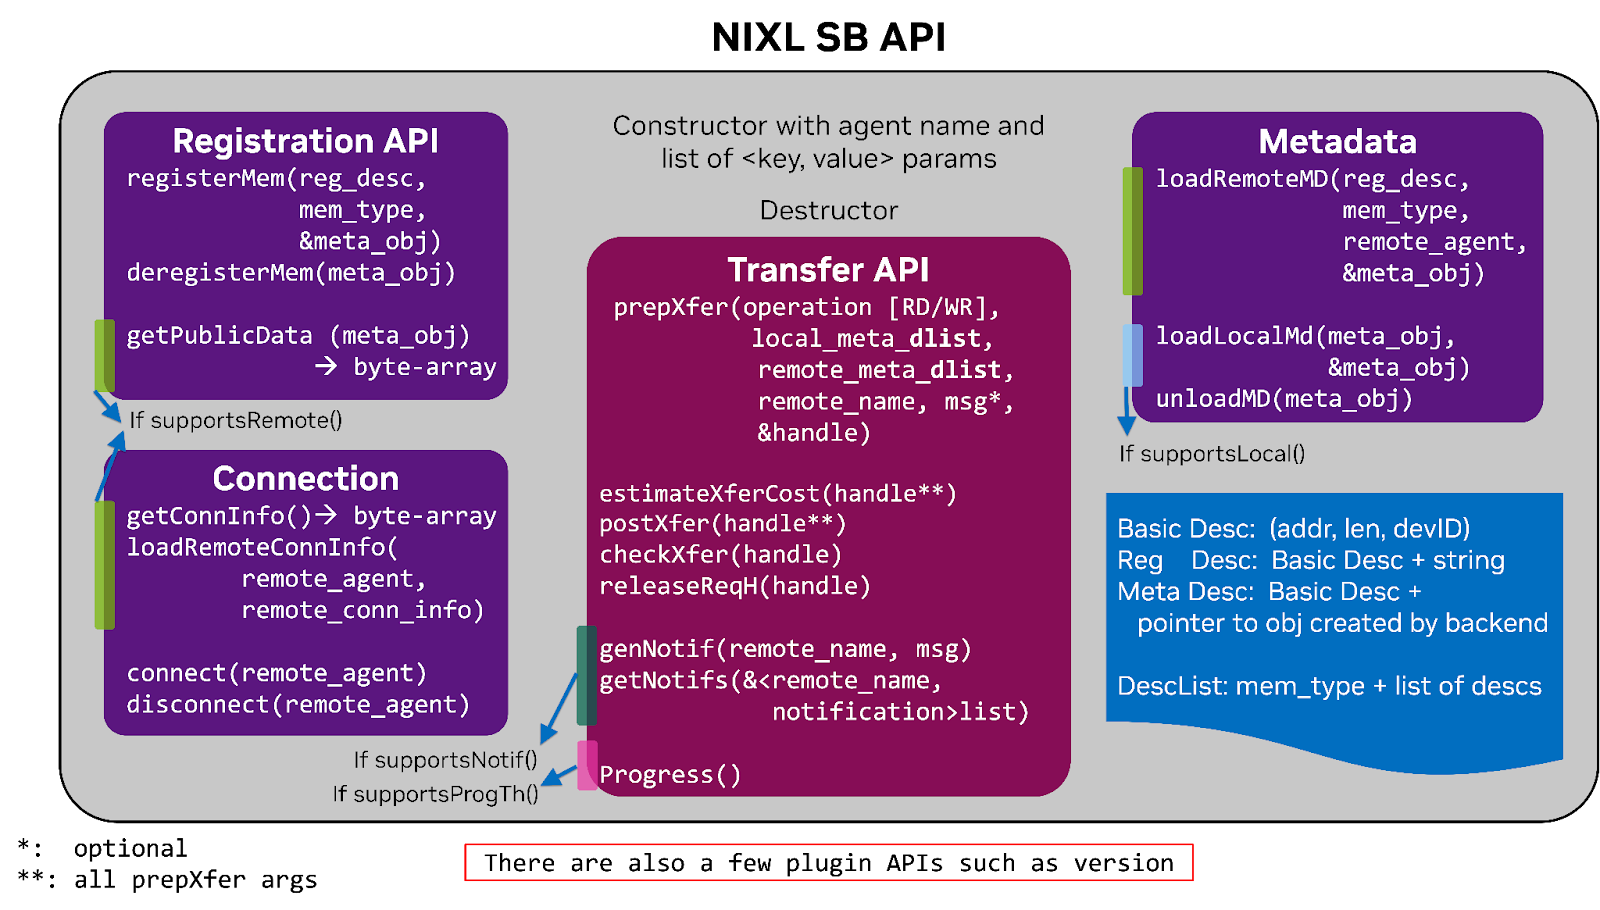 NIXL SB API
Registration API
registerMem(reg_desc,
mem_type,
&meta_obj)
deregisterMem(meta_obj)
getPublicData (meta_obj)
→ byte-array
If supportsRemote()
Connection
getConnInfo()→ byte-array
loadRemoteConnInfo(
remote_agent,
remote_conn_info)
connect(remote_agent)
disconnect(remote_agent)
Constructor with agent name and
list of <key, value> params
Destructor
Transfer API
prepXfer(operation [RD/WR],
local_meta_dlist,
remote_meta_dlist,
remote_name, msg*,
&handle)
estimateXferCost(handle**)
postXfer(handle**)
checkXfer(handle)
releaseReqH(handle)
genNotif(remote_name, msg)
getNotifs(&<remote_name,
notification>list)
Progress()
If supportsNotif()
If supportsProgTh()
Metadata
loadRemoteMD(reg_desc,
mem_type,
remote_agent,
&meta_obj)
loadLocalMd(meta_obj,
&meta_obj)
unloadMD(meta_obj)
If supportsLocal()
Basic Desc: (addr, len, devID)
Reg Desc: Basic Desc + string
Meta Desc: Basic Desc +
pointer to obj created by backend
DescList: mem_type + list of descs
*: optional
**: all prepXfer args
There are also a few plugin APIs such as version